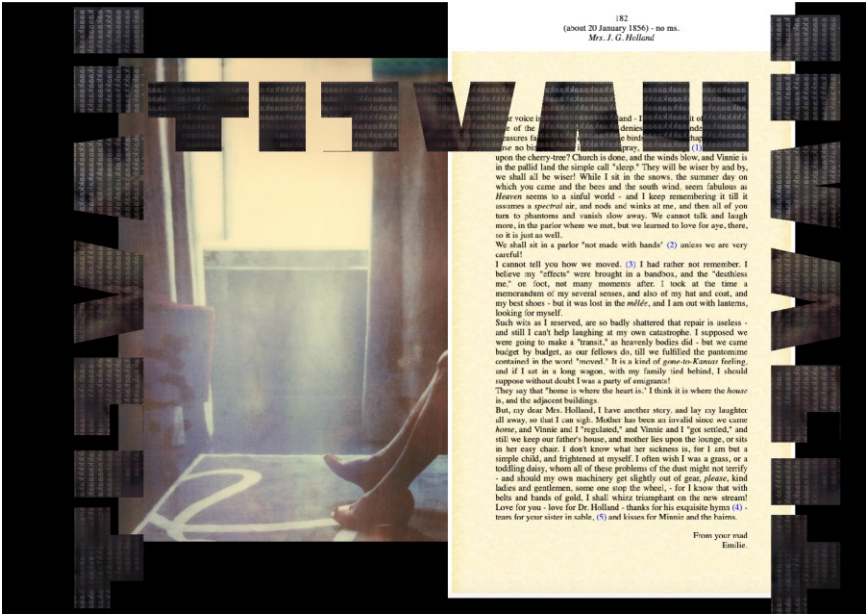 182
(about 20 January 1856) - no ms.
Mrs. J. G. Holland
TITVAH
voice is and - I it of
e of the denies
(1)
upon the cherry-tree? Church is done, and the winds blow, and Vinnie is
in the pallid land the simple call "sleep." They will be wiser by and by,
we shall all be wiser! While I sit in the snows, the summer day on
which you came and the bees and the south wind, seem fabulous as
Heaven seems to a sinful world - and I keep remembering it till it
assumes a spectral air, and nods and winks at me, and then all of you
turn to phantoms and vanish slow away. We cannot talk and laugh
more, in the parlor where we met, but we learned to love for aye, there,
so it is just as well.
We shall sit in a parlor "not made with hands" (2) unless we are very
careful!
I cannot tell you how we moved. (3) I had rather not remember. I
believe my "effects" were brought in a bandbox, and the "deathless
me," on foot, not many moments after. I took at the time a
memorandum of my several senses, and also of my hat and coat, and
my best shoes - but it was lost in the mêlée, and I am out with lanterns,
looking for myself.
Such wits as I reserved, are so badly shattered that repair is useless -
and still I can't help laughing at my own catastrophe. I supposed we
were going to make a "transit," as heavenly bodies did - but we came
budget by budget, as our fellows do, till we fulfilled the pantomime
contained in the word "moved." It is a kind of gone-to-Kansas feeling,
and if I sat in a long wagon, with my family tied behind, I should
suppose without doubt I was a party of emigrants!
They say that "home is where the heart is." I think it is where the house
is, and the adjacent buildings.
But, my dear Mrs. Holland, I have another story, and lay my laughter
all away, so that I can sigh. Mother has been an invalid since we came
home, and Vinnie and I "regulated," and Vinnie and I "got settled," and
still we keep our father's house, and mother lies upon the lounge, or sits
in her easy chair. I don't know what her sickness is, for I am but a
simple child, and frightened at myself. I often wish I was a grass, or a
toddling daisy, whom all of these problems of the dust might not terrify
- and should my own machinery get slightly out of gear, please, kind
ladies and gentlemen, some one stop the wheel, - for I know that with
belts and bands of gold, I shall whizz triumphant on the new stream!
Love for you - love for Dr. Holland - thanks for his exquisite hymn (4) -
tears for your sister in sable, (5) and kisses for Minnie and the bairns.
From your mad
Emilie.